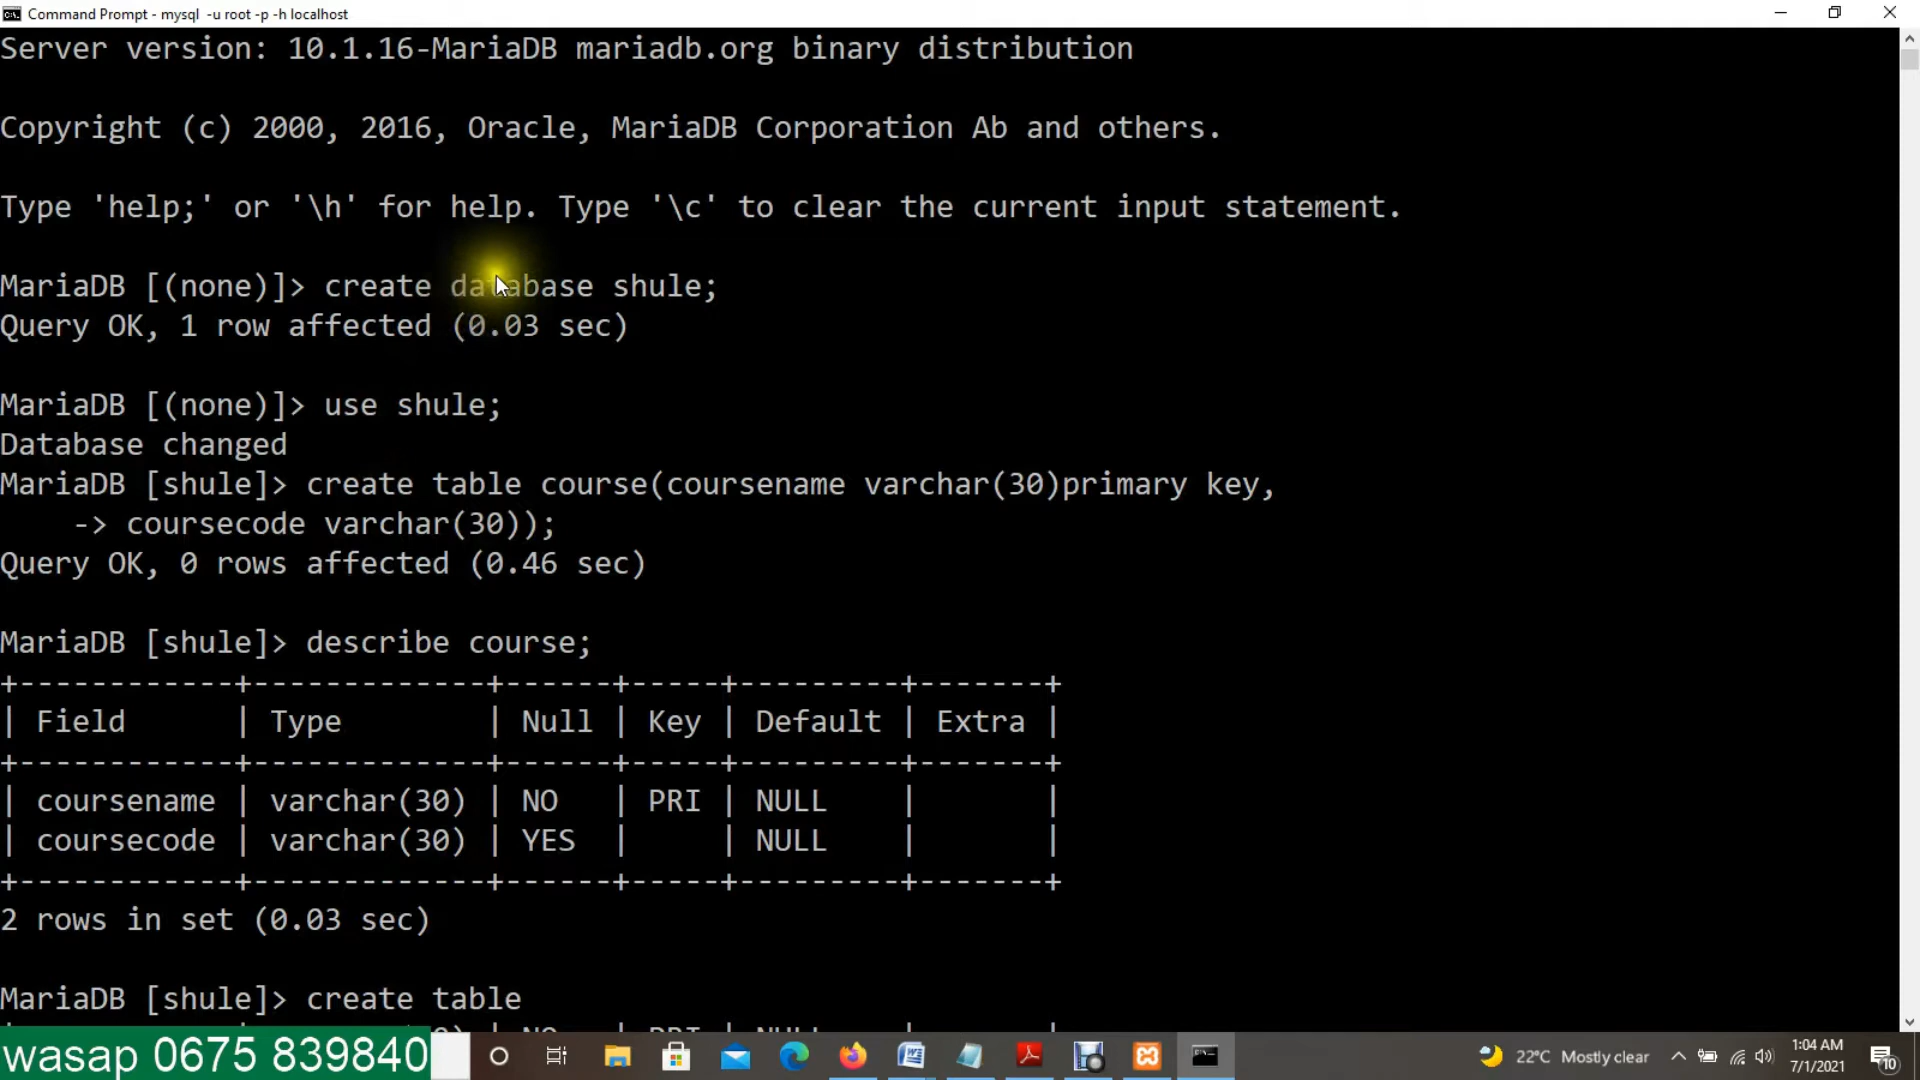 Command Prompt - mysql  -u root -p -h localhost
Server version: 10.1.16-MariaDB mariadb.org binary distribution
Copyright (c) 2000, 2016, Oracle, MariaDB Corporation Ab and others.
Type 'help;' or '\h' for help. Type '\c' to clear the current input statement.
MariaDB [(none)]> create database shule;
Query OK, 1 row affected (0.03 sec)
MariaDB [(none)]> use shule;
Database changed
MariaDB [shule]> create table course(coursename varchar(30)primary key,
    -> coursecode varchar(30));
Query OK, 0 rows affected (0.46 sec)
MariaDB [shule]> describe course;
+------------+-------------+------+-----+---------+-------+
| Field      | Type        | Null | Key | Default | Extra |
+------------+-------------+------+-----+---------+-------+
| coursename | varchar(30) | NO   | PRI | NULL    |       |
| coursecode | varchar(30) | YES  |     | NULL    |       |
+------------+-------------+------+-----+---------+-------+
2 rows in set (0.03 sec)
MariaDB [shule]> create table
wasap 0675 839840
22°C Mostly clear
1:04 AM
7/1/2021
10